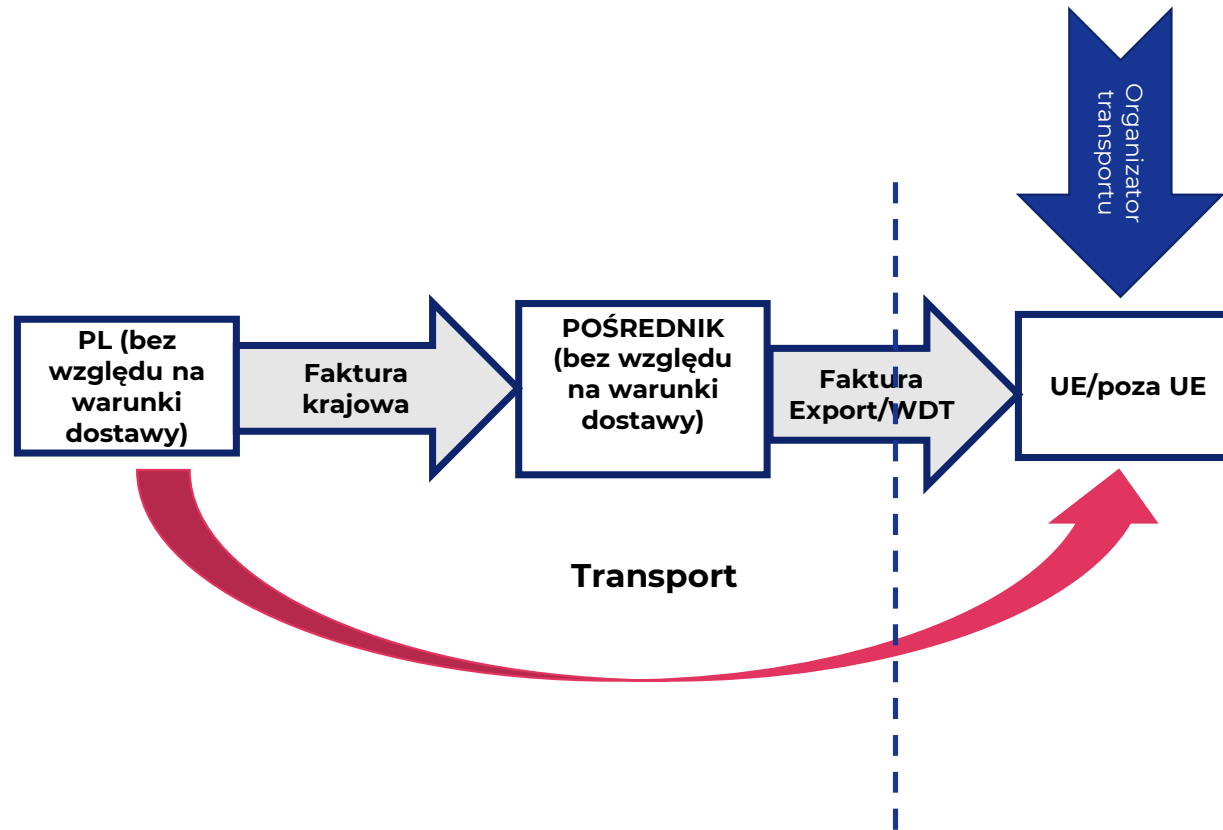 Organizator
transportu
PL (bez
względu na
warunki
dostawy)
Faktura
krajowa
POŚREDNIK
(bez względu
na warunki
dostawy)
Faktura
Export/WDT
UE/poza UE
Transport